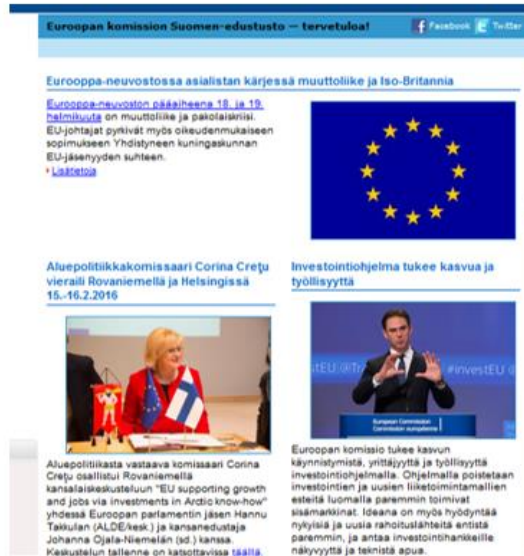 Euroopan komission Suomen-edustusto — tervetuloa!
Facebook
Twitter
Eurooppa-neuvostossa asialistan kärjessä muuttoliike ja Iso-Britannia
Eurooppa-neuvoston pääaiheena 18. ja 19.
helmikuuta on muuttoliike ja pakolaiskriisi.
EU-johtajat pyrkivät myös oikeudenmukaiseen
sopimukseen Yhdistyneen kuningaskunnan
EU-jäsenyyden suhteen.
Lisätietoja
Aluepolitiikkakomissaari Corina Crețu
vieraili Rovaniemellä ja Helsingissä
15.-16.2.2016
Aluepolitiikasta vastaava komissaari Corina
Crețu osallistui Rovaniemellä
kansalaiskeskusteluun "EU supporting growth
and jobs via investments in Arctic know-how"
yhdessä Euroopan parlamentin jäsen Hannu
Takkulan (ALDE/kesk.) ja kansanedustaja
Johanna Ojala-Niemelän (sd.) kanssa.
Keskustelun tallenne on katsottavissa täällä.
Investointiohjelma tukee kasvua ja
työllisyyttä
#investEU
European Commission
Commission européenne
Euroopan komissio tukee kasvun
käynnistymistä, yrittäjyyttä ja työllisyyttä
investointiohjelmalla. Ohjelmalla poistetaan
investointien ja uusien liiketoimintamallien
esteitä luomalla paremmin toimivat
sisämarkkinat. Ideana on myös hyödyntää
nykyisiä ja uusia rahoituslähteitä entistä
paremmin, ja antaa investointihankkeille
näkyvyyttä ja teknistä apua.